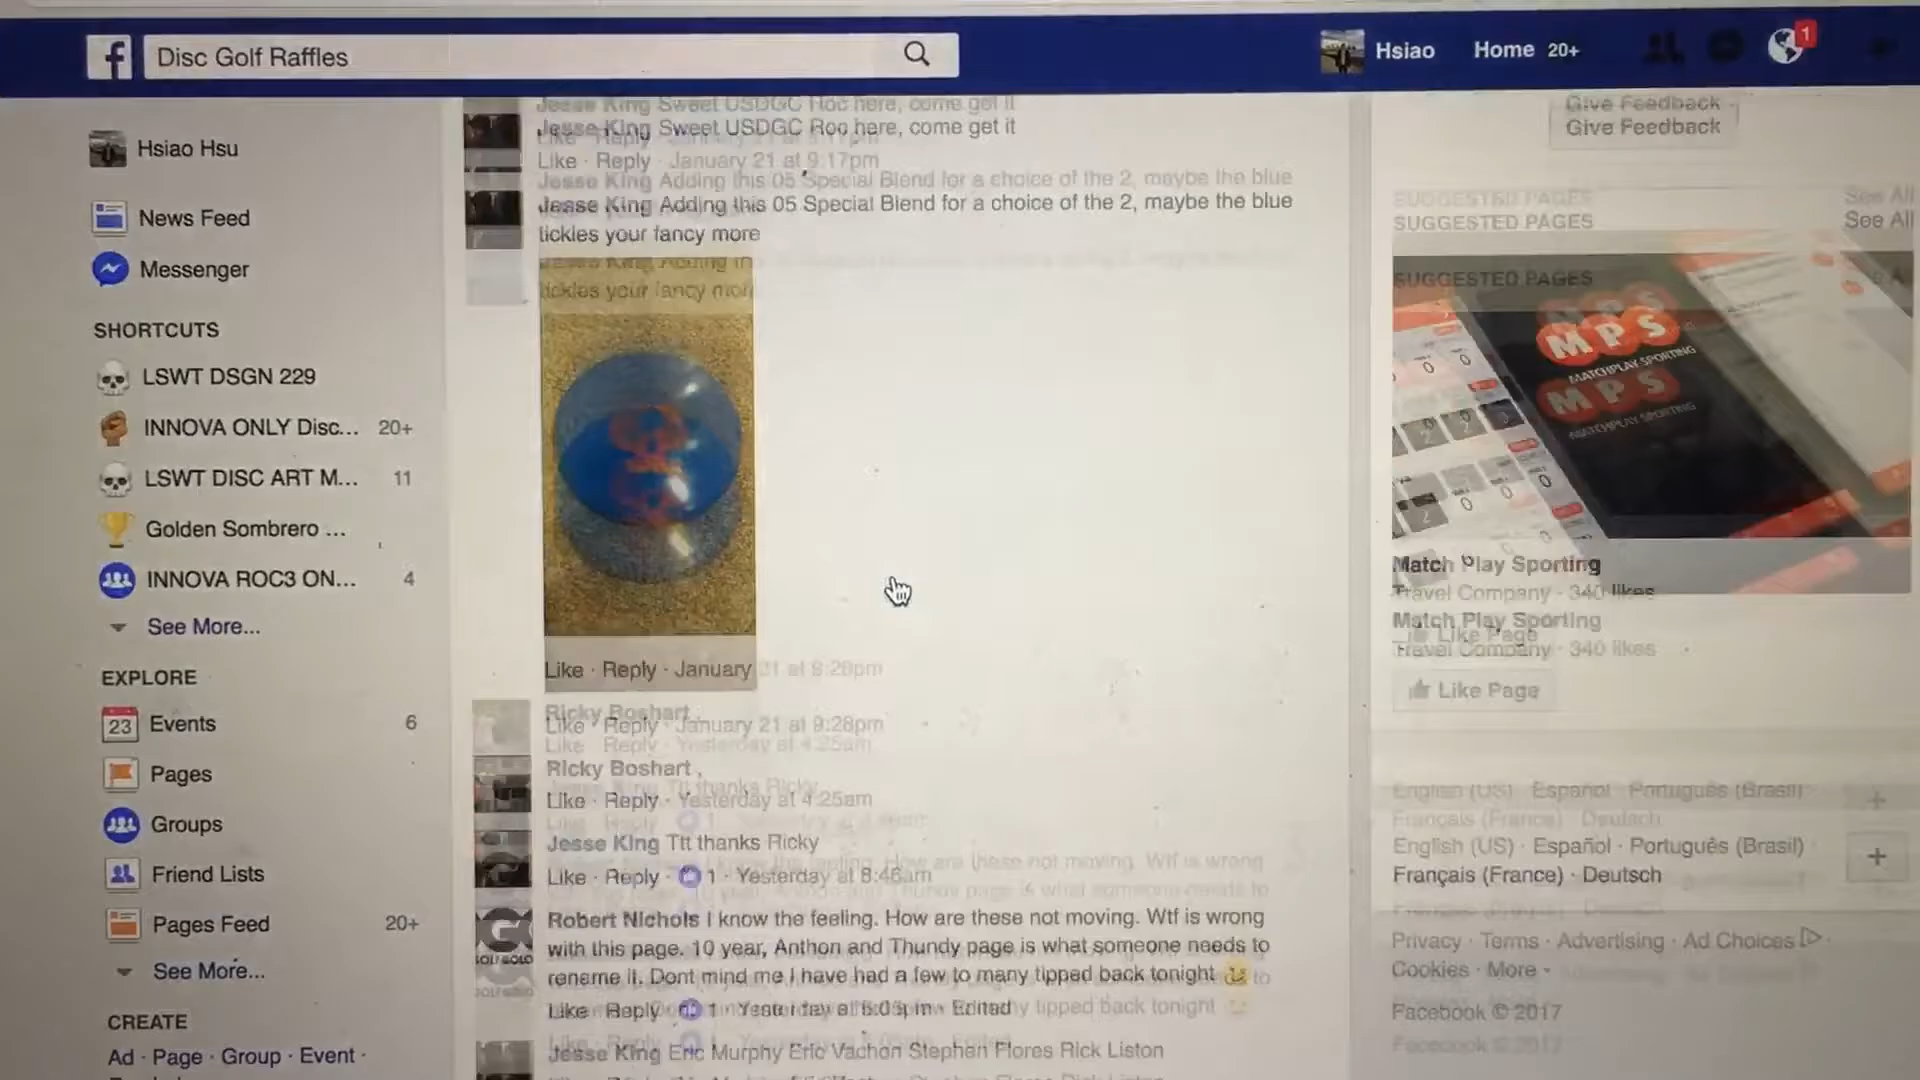 Disc Golf Raffles
Hsiao
Home 20+
1
Hsiao Hsu
News Feed
Messenger
SHORTCUTS
LSWT DSGN 229
INNOVA ONLY Disc... 20+
LSWT DISC ART M... 11
Golden Sombrero ...
INNOVA ROC3 ON... 4
See More...
EXPLORE
23 Events 6
Pages
Groups
Friend Lists
Pages Feed 20+
See More...
CREATE
Ad · Page · Group · Event ·
Jesse King Sweet USDGC Roc here, come get it
Like · Reply · January 21 at 9:17pm
Jesse King Adding this 05 Special Blend for a choice of the 2, maybe the blue
tickles your fancy more
Like · Reply · January 21 at 9:28pm
Ricky Boshart ,
Like · Reply · Yesterday at 4:25am
Jesse King Ttt thanks Ricky
Like · Reply · 1 · Yesterday at 8:46am
Robert Nichols I know the feeling. How are these not moving. Wtf is wrong
with this page. 10 year, Anthon and Thundy page is what someone needs to
rename it. Dont mind me I have had a few to many tipped back tonight
Like · Reply · 1 · Yesterday at 5:05pm · Edited
Jesse King Eric Murphy Eric Vachon Stephen Flores Rick Liston
Give Feedback
SUGGESTED PAGES See All
MPS
MATCHPLAY SPORTING
Match Play Sporting
Travel Company · 340 likes
Like Page
English (US) · Español · Português (Brasil) ·
Français (France) · Deutsch
Privacy · Terms · Advertising · Ad Choices ·
Cookies · More
Facebook © 2017